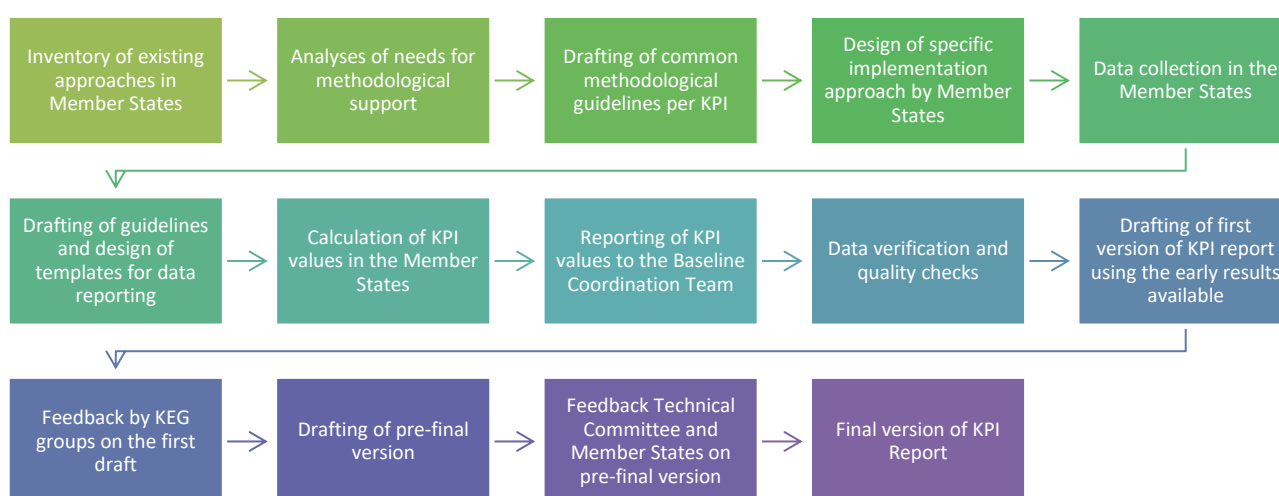 Inventory of existing
approaches in
Member States
Analyses of needs for
methodological
support
Drafting of common
methodological
guidelines per KPI
Design of specific
implementation
approach by Member
States
Data collection in the
Member States
Drafting of guidelines
and design of
templates for data
reporting
Calculation of KPI
values in the Member
States
Reporting of KPI
values to the Baseline
Coordination Team
Data verification and
quality checks
Drafting of first
version of KPI report
using the early results
available
Feedback by KEG
groups on the first
draft
Drafting of pre-final
version
Feedback Technical
Committee and
Member States on
pre-final version
Final version of KPI
Report